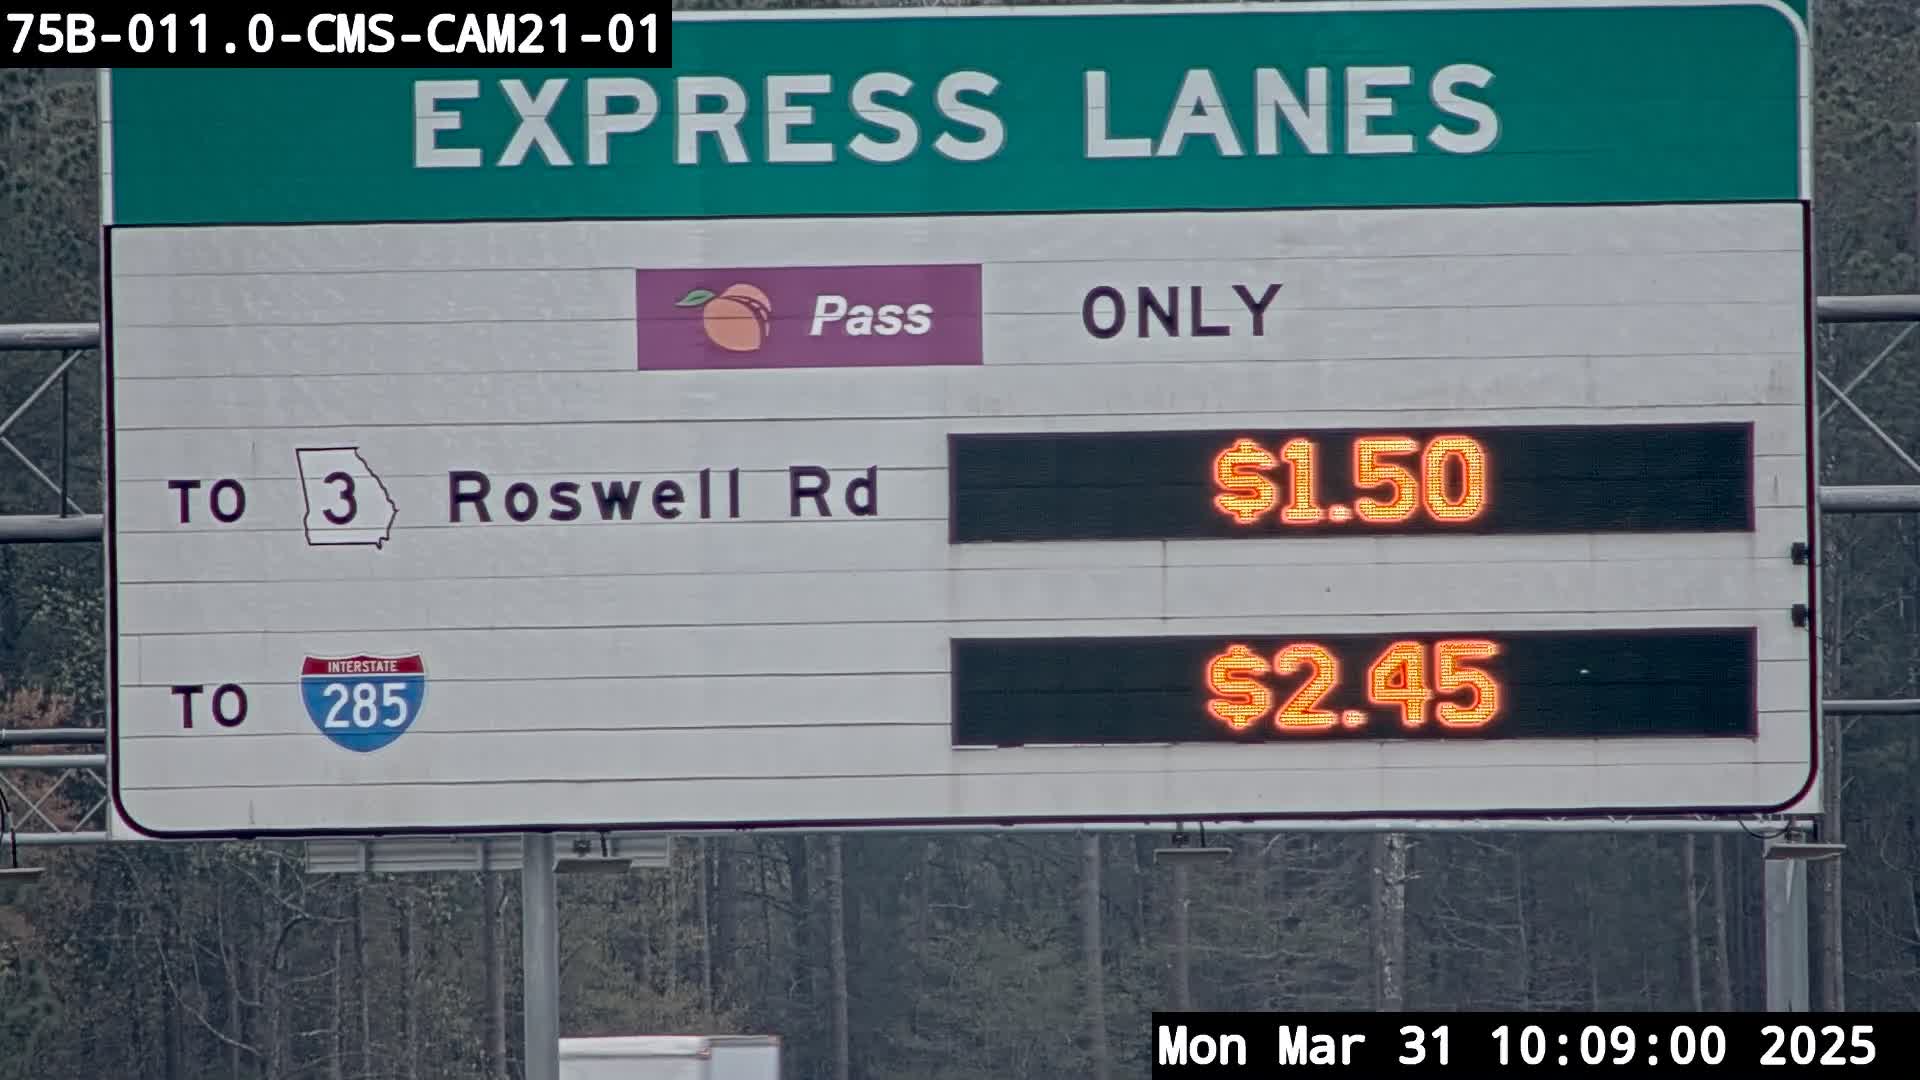 75B-011.0-CMS-CAM21-01
EXPRESS LANES
Pass ONLY
TO 3 Roswell Rd $1.50
TO INTERSTATE 285 $2.45
Mon Mar 31 10:09:00 2025